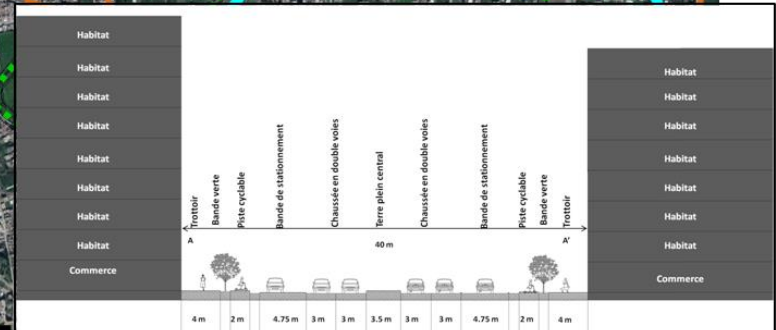 Habitat
Habitat
Habitat
Habitat
Habitat
Habitat
Habitat
Habitat
Commerce
Trottoir
Bande verte
Piste cyclable
Bande de stationnement
Chaussée en double voies
Terre plein central
Chaussée en double voies
Bande de stationnement
Piste cyclable
Bande verte
Trottoir
A
40 m
A'
4 m
2 m
4.75 m
3 m
3 m
3.5 m
3 m
3 m
4.75 m
2 m
4 m
Habitat
Habitat
Habitat
Habitat
Habitat
Habitat
Habitat
Commerce